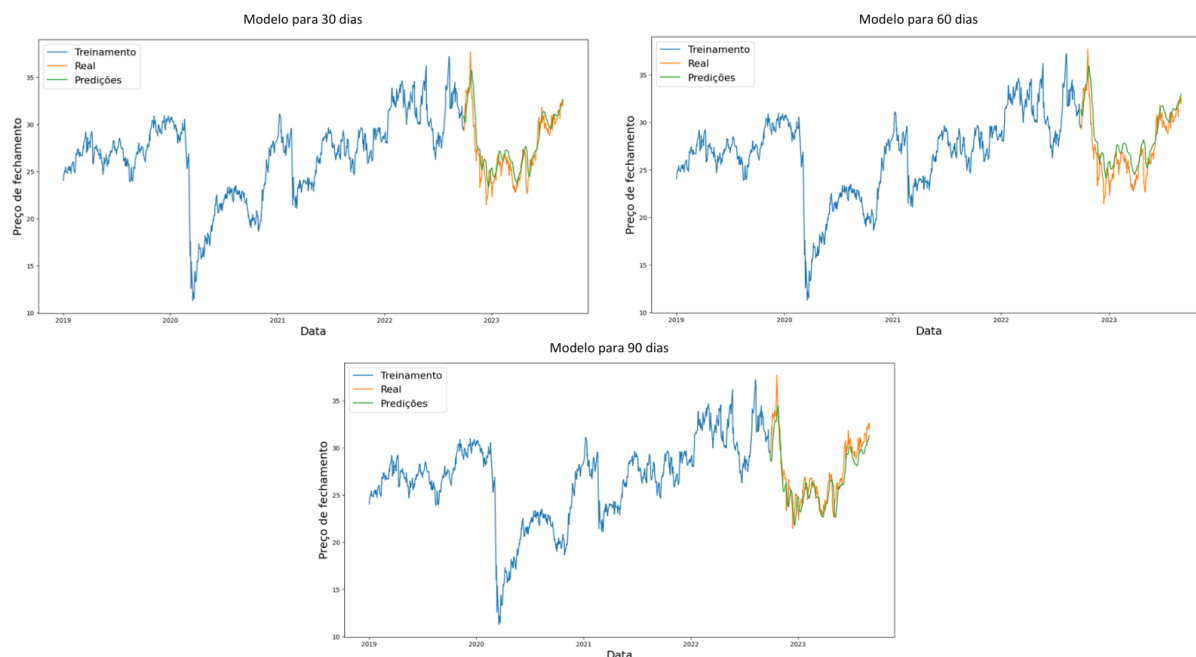 Modelo para 30 dias
Treinamento
Real
Predições
Preço de fechamento
35
30
25
20
15
10
2019
2020
2021
2022
2023
Data
Modelo para 60 dias
Treinamento
Real
Predições
Preço de fechamento
35
30
25
20
15
10
2019
2020
2021
2022
2023
Data
Modelo para 90 dias
Treinamento
Real
Predições
Preço de fechamento
35
30
25
20
15
10
2019
2020
2021
2022
2023
Data